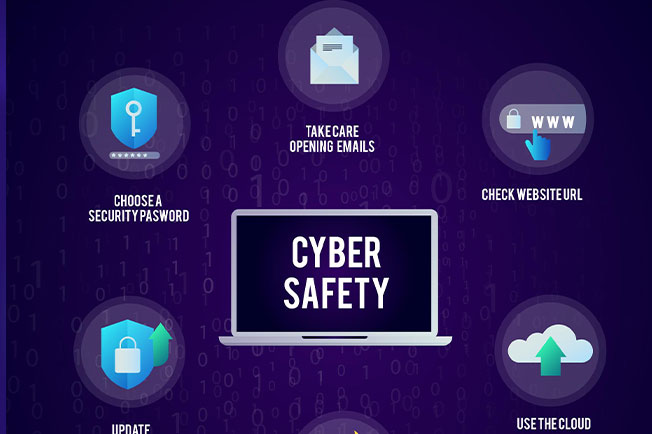 TAKE CARE
OPENING EMAILS
WWW
CHOOSE A
SECURITY PASWORD
CHECK WEBSITE URL
CYBER
SAFETY
UPDATE
USE THE CLOUD